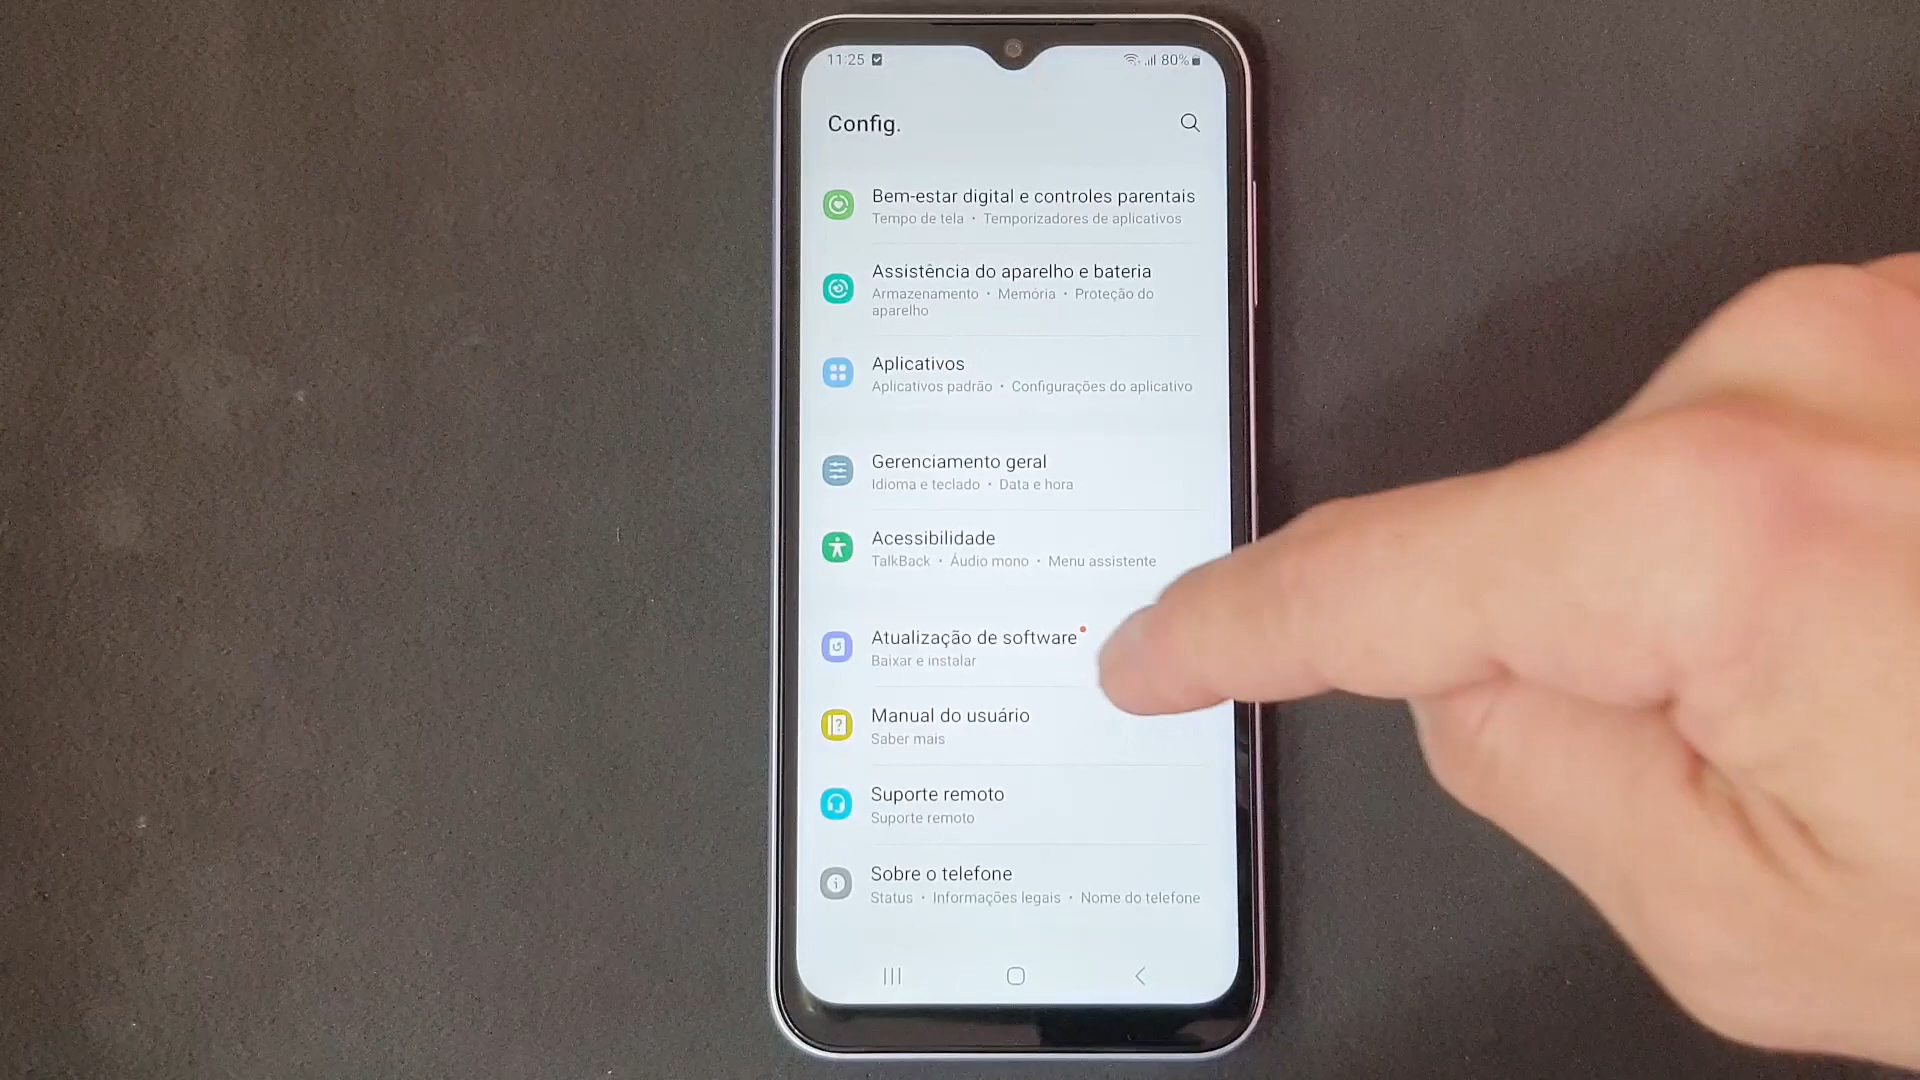 11:25 80%
Config.
Bem-estar digital e controles parentais
Tempo de tela • Temporizadores de aplicativos
Assistência do aparelho e bateria
Armazenamento • Memória • Proteção do
aparelho
Aplicativos
Aplicativos padrão • Configurações do aplicativo
Gerenciamento geral
Idioma e teclado • Data e hora
Acessibilidade
TalkBack • Áudio mono • Menu assistente
Atualização de software
Baixar e instalar
Manual do usuário
Saber mais
Suporte remoto
Suporte remoto
Sobre o telefone
Status • Informações legais • Nome do telefone